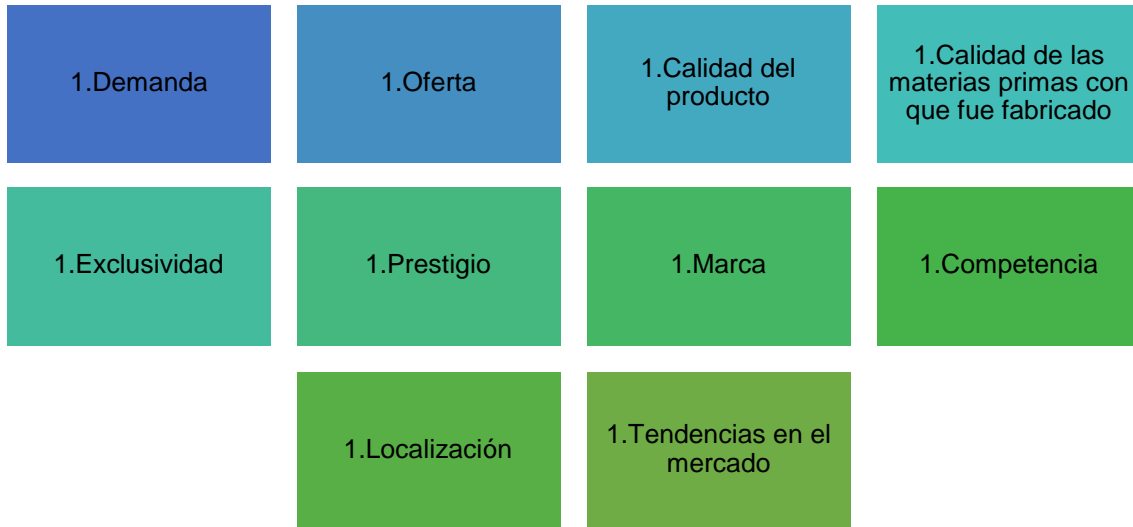 1.Demanda
1.Oferta
1.Calidad del
producto
1.Calidad de las
materias primas con
que fue fabricado
1.Exclusividad
1.Prestigio
1.Marca
1.Competencia
1.Localización
1.Tendencias en el
mercado